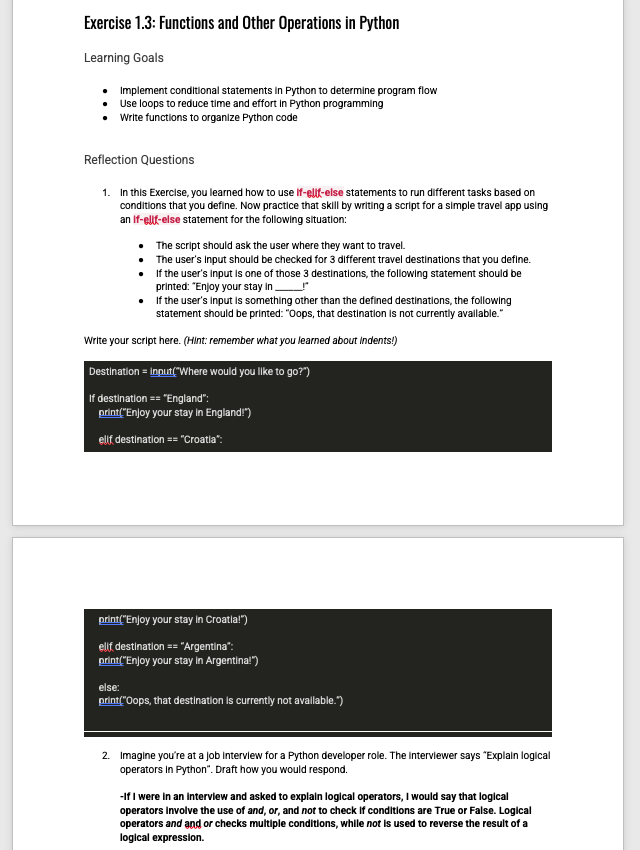 Exercise 1.3: Functions and Other Operations in Python
Learning Goals
● Implement conditional statements in Python to determine program flow
● Use loops to reduce time and effort in Python programming
● Write functions to organize Python code
Reflection Questions
1. In this Exercise, you learned how to use if-elif-else statements to run different tasks based on
conditions that you define. Now practice that skill by writing a script for a simple travel app using
an if-elif-else statement for the following situation:
● The script should ask the user where they want to travel.
● The user's input should be checked for 3 different travel destinations that you define.
● If the user's input is one of those 3 destinations, the following statement should be
printed: “Enjoy your stay in ______!”
● If the user's input is something other than the defined destinations, the following
statement should be printed: “Oops, that destination is not currently available.”
Write your script here. (Hint: remember what you learned about indents!)
Destination = input(“Where would you like to go?”)
If destination == “England”:
print(“Enjoy your stay in England!”)
elif destination == “Croatia”:
print(“Enjoy your stay in Croatia!”)
elif destination == “Argentina”:
print(“Enjoy your stay in Argentina!”)
else:
print(“Oops, that destination is currently not available.”)
2. Imagine you're at a job interview for a Python developer role. The interviewer says “Explain logical
operators in Python”. Draft how you would respond.
-If I were in an interview and asked to explain logical operators, I would say that logical
operators involve the use of and, or, and not to check if conditions are True or False. Logical
operators and and or checks multiple conditions, while not is used to reverse the result of a
logical expression.